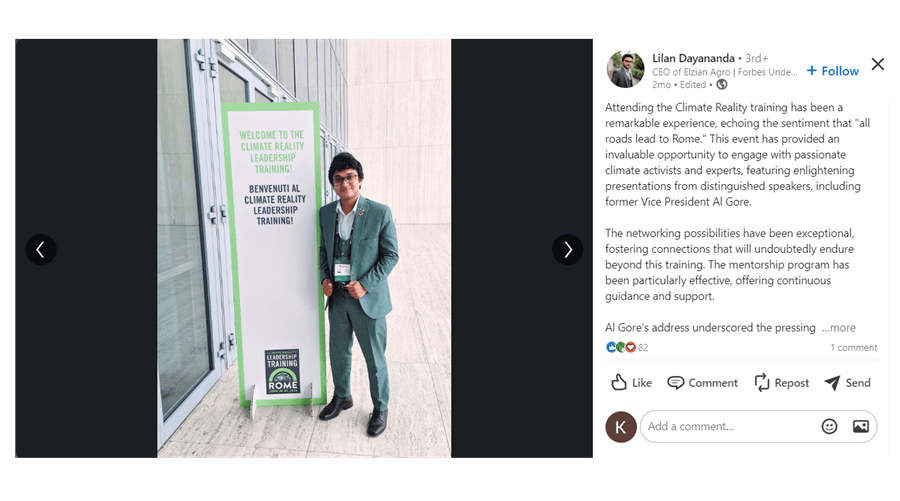 WELCOME TO THE
CLIMATE REALITY
LEADERSHIP
TRAINING!
BENVENUTI AL
CLIMATE REALITY
LEADERSHIP
TRAINING!
LEADERSHIP
TRAINING
ROME
Lilan Dayananda • 3rd+
CEO of Elzian Agro | Forbes Unde...
2mo • Edited •
+ Follow
Attending the Climate Reality training has been a
remarkable experience, echoing the sentiment that "all
roads lead to Rome." This event has provided an
invaluable opportunity to engage with passionate
climate activists and experts, featuring enlightening
presentations from distinguished speakers, including
former Vice President Al Gore.
The networking possibilities have been exceptional,
fostering connections that will undoubtedly endure
beyond this training. The mentorship program has
been particularly effective, offering continuous
guidance and support.
Al Gore's address underscored the pressing ...more
82
1 comment
Like
Comment
Repost
Send
K
Add a comment...